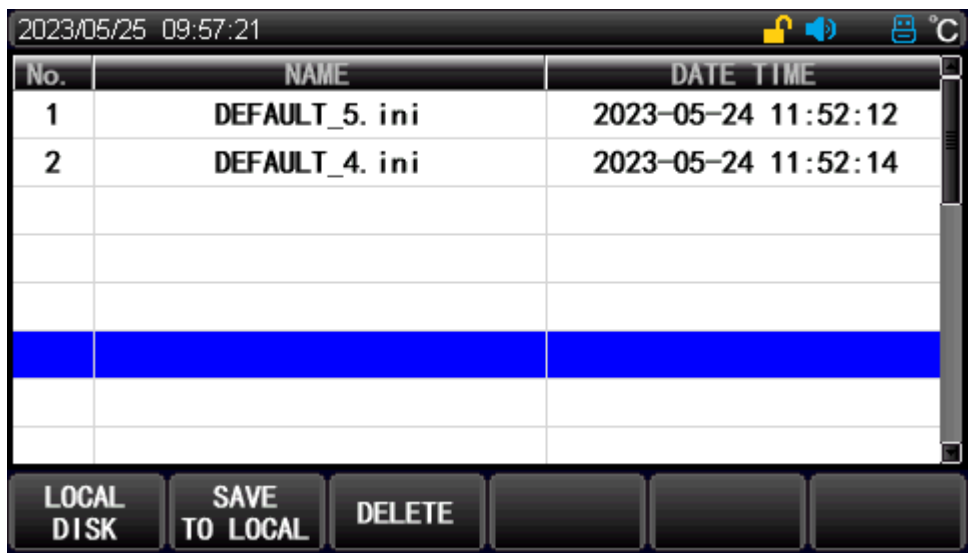 2023/05/25 09:57:21 °C
No. NAME DATE TIME
1 DEFAULT_5.ini 2023-05-24 11:52:12
2 DEFAULT_4.ini 2023-05-24 11:52:14
LOCAL DISK SAVE TO LOCAL DELETE